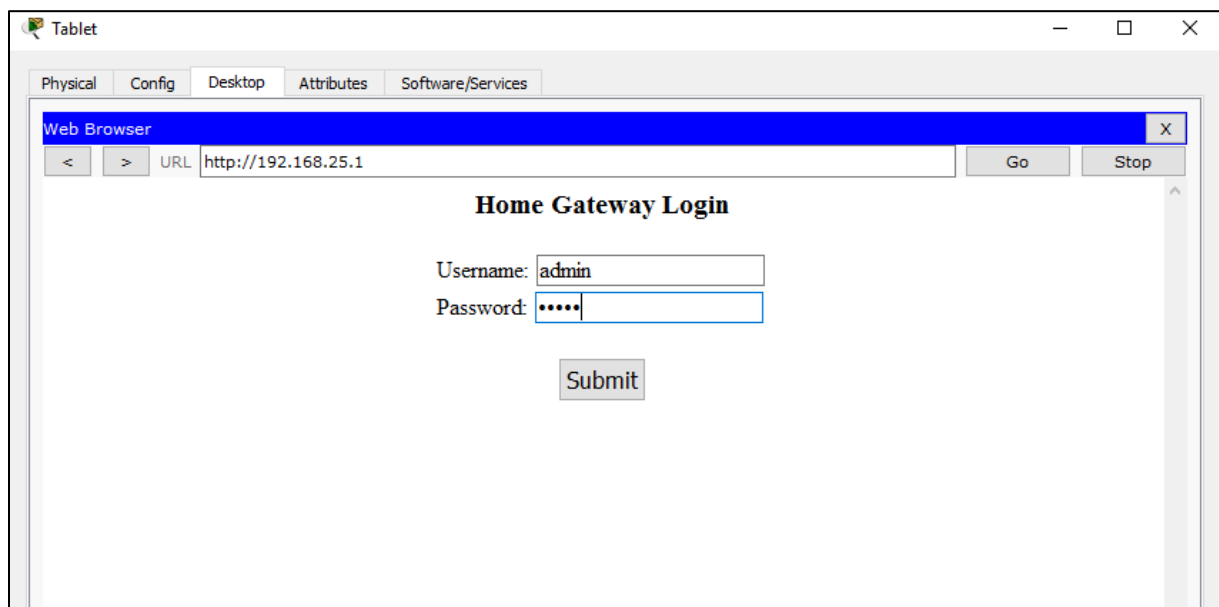 Tablet
Physical Config Desktop Attributes Software/Services
Web Browser X
< > URL http://192.168.25.1 Go Stop
Home Gateway Login
Username: admin
Password: •••••
Submit